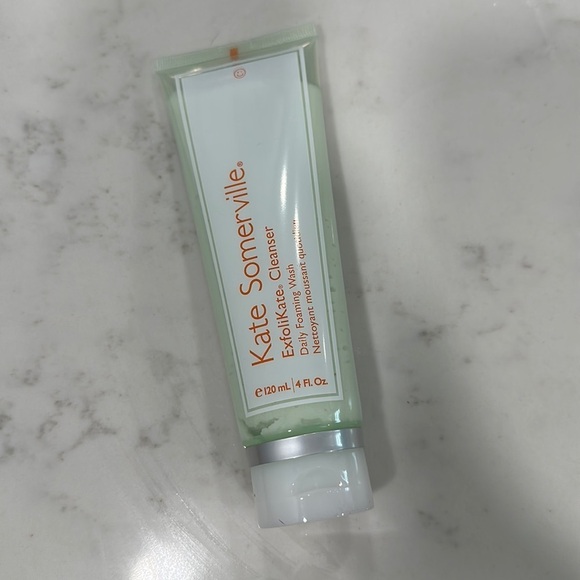 Kate Somerville®
ExfoliKate® Cleanser
Daily Foaming Wash
Nettoyant moussant quotidien
℮ 120 mL | 4 Fl. Oz.